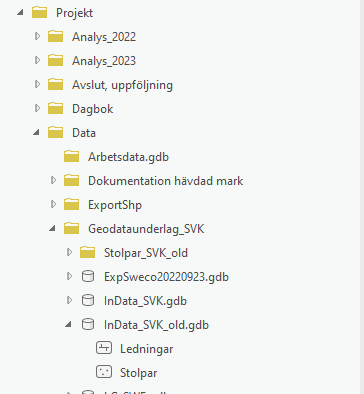 Projekt
Analys_2022
Analys_2023
Avslut, uppföljning
Dagbok
Data
Arbetsdata.gdb
Dokumentation hävdad mark
ExportShp
Geodataunderlag_SVK
Stolpar_SVK_old
ExpSweco20220923.gdb
InData_SVK.gdb
InData_SVK_old.gdb
Ledningar
Stolpar